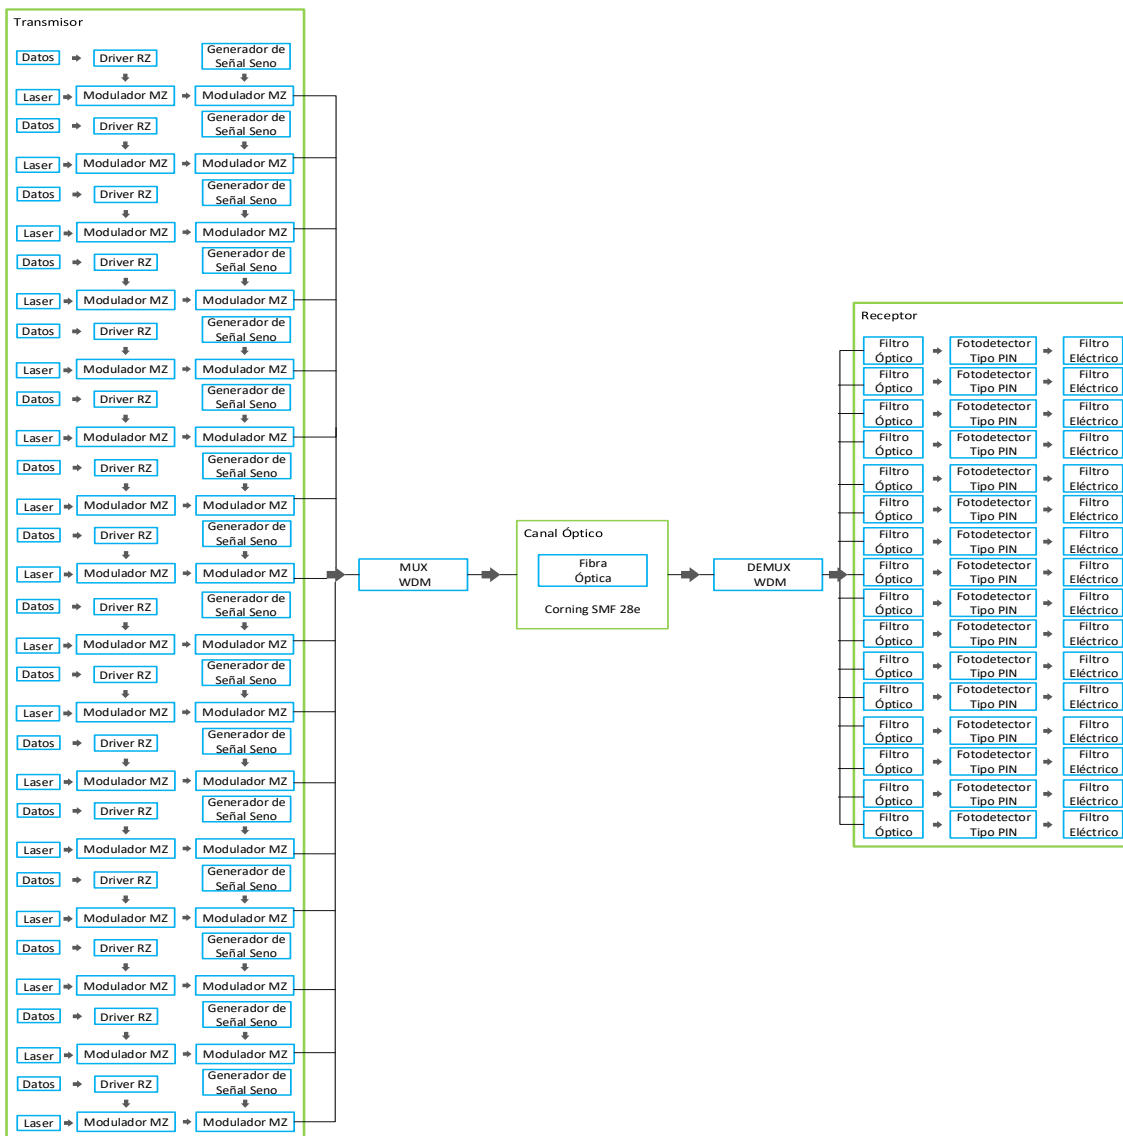 Transmisor
Generador de
Datos Driver RZ Señal Seno
Laser Modulador MZ Modulador MZ
Generador de
Datos Driver RZ Señal Seno
Laser Modulador MZ Modulador MZ
Generador de
Datos Driver RZ Señal Seno
Laser Modulador MZ Modulador MZ
Generador de
Datos Driver RZ Señal Seno
Laser Modulador MZ Modulador MZ
Generador de
Datos Driver RZ Señal Seno
Laser Modulador MZ Modulador MZ
Generador de
Datos Driver RZ Señal Seno
Laser Modulador MZ Modulador MZ
Generador de
Datos Driver RZ Señal Seno
Laser Modulador MZ Modulador MZ
Generador de
Datos Driver RZ Señal Seno
Laser Modulador MZ Modulador MZ
Generador de
Datos Driver RZ Señal Seno
Laser Modulador MZ Modulador MZ
Generador de
Datos Driver RZ Señal Seno
Laser Modulador MZ Modulador MZ
Generador de
Datos Driver RZ Señal Seno
Laser Modulador MZ Modulador MZ
Generador de
Datos Driver RZ Señal Seno
Laser Modulador MZ Modulador MZ
Generador de
Datos Driver RZ Señal Seno
Laser Modulador MZ Modulador MZ
Generador de
Datos Driver RZ Señal Seno
Laser Modulador MZ Modulador MZ
Generador de
Datos Driver RZ Señal Seno
Laser Modulador MZ Modulador MZ
Generador de
Datos Driver RZ Señal Seno
Laser Modulador MZ Modulador MZ
MUX
WDM
Canal Óptico
Fibra
Óptica
Corning SMF 28e
DEMUX
WDM
Receptor
Filtro Fotodetector Filtro
Óptico Tipo PIN Eléctrico
Filtro Fotodetector Filtro
Óptico Tipo PIN Eléctrico
Filtro Fotodetector Filtro
Óptico Tipo PIN Eléctrico
Filtro Fotodetector Filtro
Óptico Tipo PIN Eléctrico
Filtro Fotodetector Filtro
Óptico Tipo PIN Eléctrico
Filtro Fotodetector Filtro
Óptico Tipo PIN Eléctrico
Filtro Fotodetector Filtro
Óptico Tipo PIN Eléctrico
Filtro Fotodetector Filtro
Óptico Tipo PIN Eléctrico
Filtro Fotodetector Filtro
Óptico Tipo PIN Eléctrico
Filtro Fotodetector Filtro
Óptico Tipo PIN Eléctrico
Filtro Fotodetector Filtro
Óptico Tipo PIN Eléctrico
Filtro Fotodetector Filtro
Óptico Tipo PIN Eléctrico
Filtro Fotodetector Filtro
Óptico Tipo PIN Eléctrico
Filtro Fotodetector Filtro
Óptico Tipo PIN Eléctrico
Filtro Fotodetector Filtro
Óptico Tipo PIN Eléctrico
Filtro Fotodetector Filtro
Óptico Tipo PIN Eléctrico